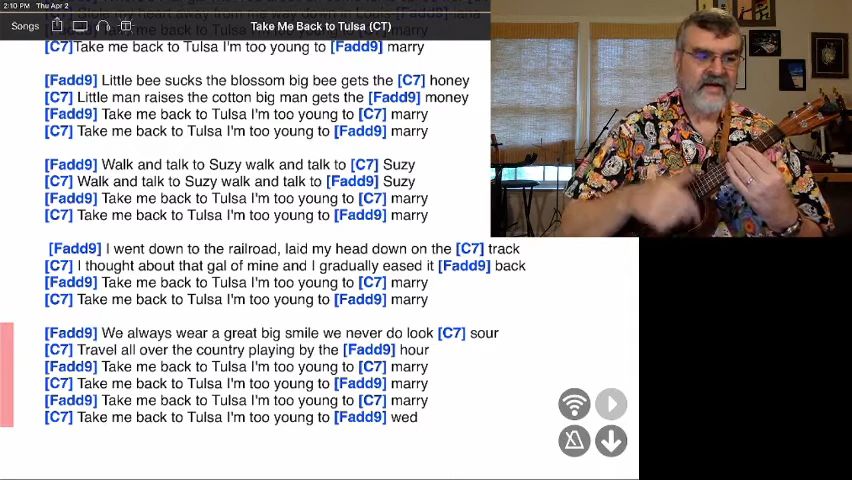 2:10 PM Thu Apr 2
Songs
Take Me Back to Tulsa (CT)
[C7]Take me back to Tulsa I'm too young to [Fadd9] marry
[Fadd9] Little bee sucks the blossom big bee gets the [C7] honey
[C7] Little man raises the cotton big man gets the [Fadd9] money
[Fadd9] Take me back to Tulsa I'm too young to [C7] marry
[C7] Take me back to Tulsa I'm too young to [Fadd9] marry
[Fadd9] Walk and talk to Suzy walk and talk to [C7] Suzy
[C7] Walk and talk to Suzy walk and talk to [Fadd9] Suzy
[Fadd9] Take me back to Tulsa I'm too young to [C7] marry
[C7] Take me back to Tulsa I'm too young to [Fadd9] marry
[Fadd9] I went down to the railroad, laid my head down on the [C7] track
[C7] I thought about that gal of mine and I gradually eased it [Fadd9] back
[Fadd9] Take me back to Tulsa I'm too young to [C7] marry
[C7] Take me back to Tulsa I'm too young to [Fadd9] marry
[Fadd9] We always wear a great big smile we never do look [C7] sour
[C7] Travel all over the country playing by the [Fadd9] hour
[Fadd9] Take me back to Tulsa I'm too young to [C7] marry
[C7] Take me back to Tulsa I'm too young to [Fadd9] marry
[Fadd9] Take me back to Tulsa I'm too young to [C7] marry
[C7] Take me back to Tulsa I'm too young to [Fadd9] wed